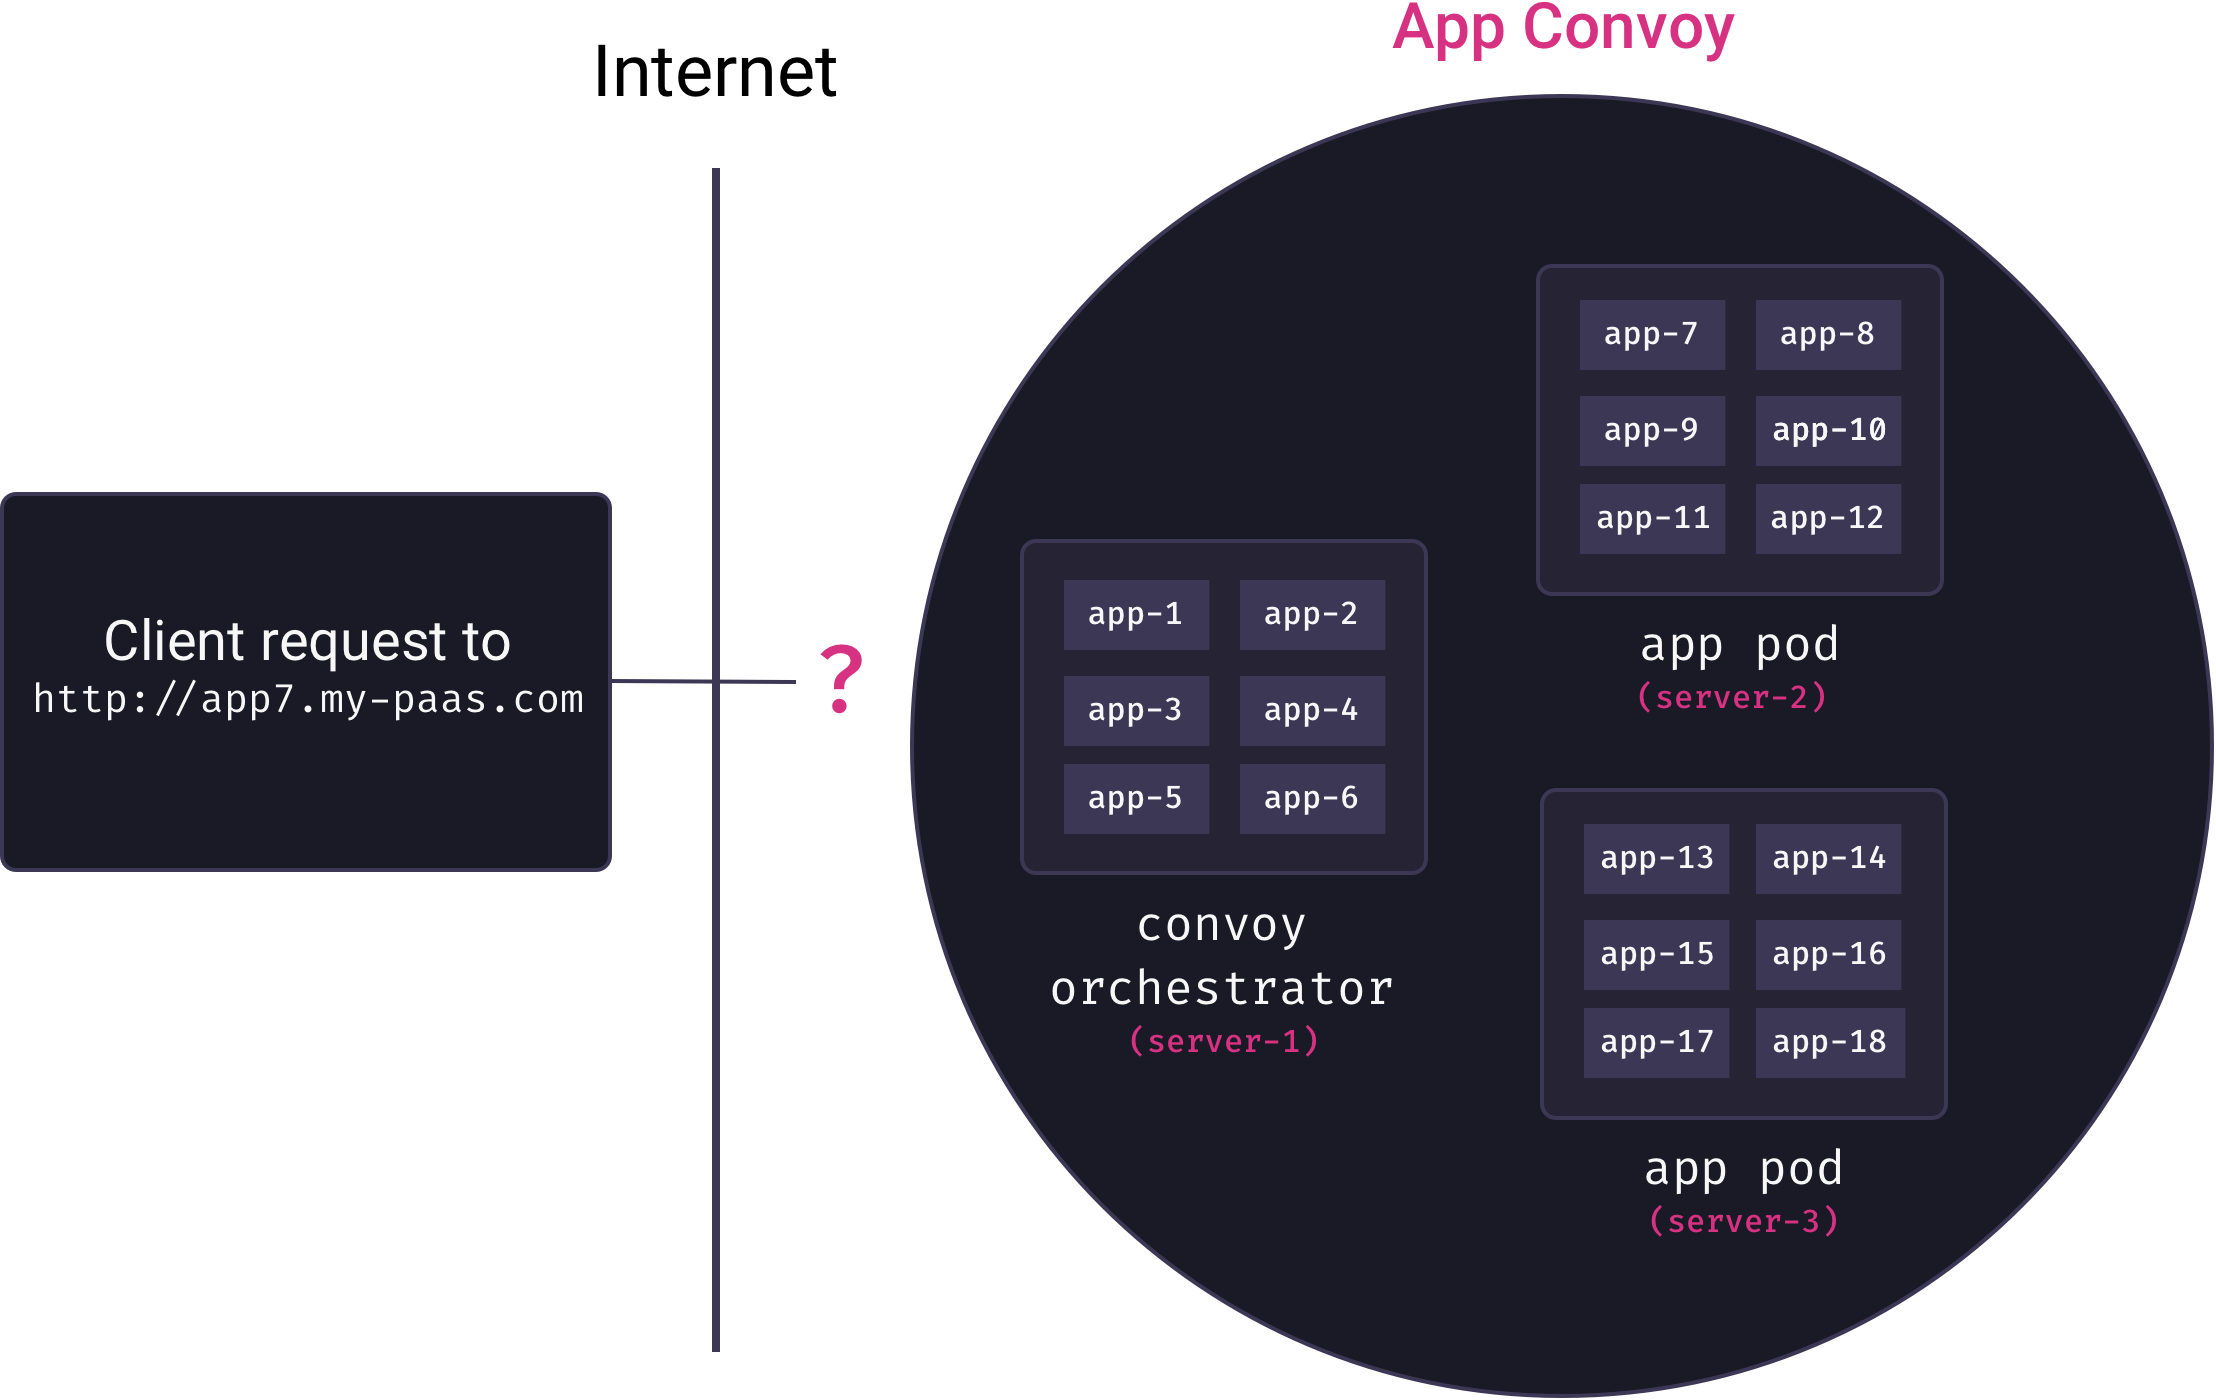 App Convoy
Internet
Client request to
http://app7.my-paas.com
?
app-1 app-2
app-3 app-4
app-5 app-6
convoy
orchestrator
(server-1)
app-7 app-8
app-9 app-10
app-11 app-12
app pod
(server-2)
app-13 app-14
app-15 app-16
app-17 app-18
app pod
(server-3)